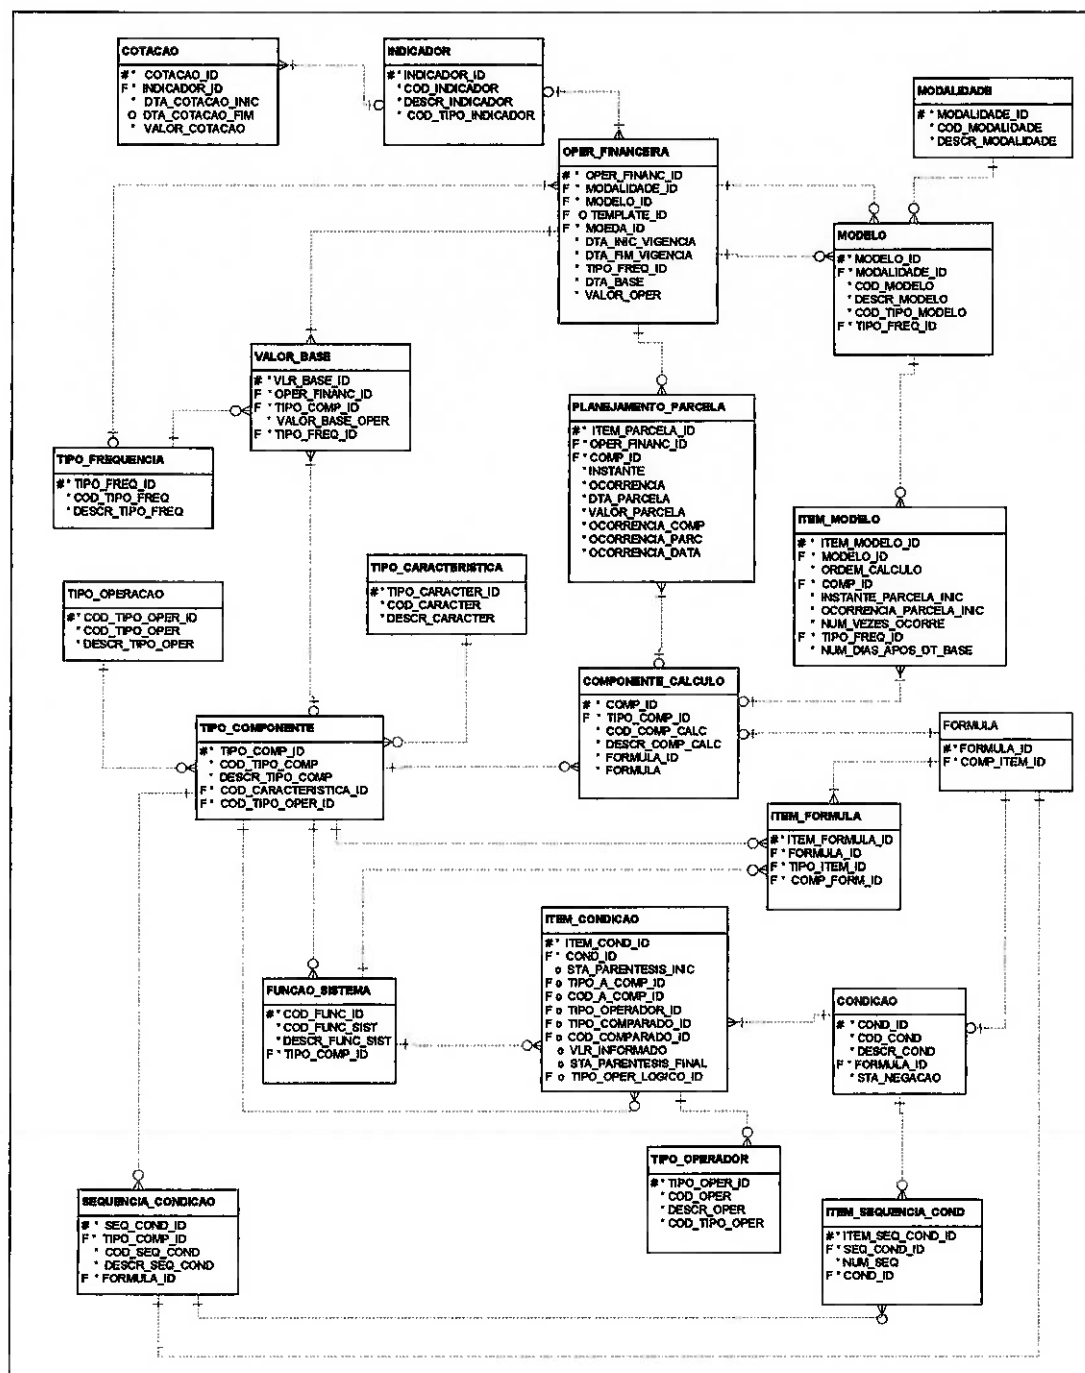 COTACAO
#* COTACAO_ID
F * INDICADOR_ID
* DTA_COTACAO_INIC
O DTA_COTACAO_FIM
* VALOR_COTACAO
INDICADOR
#* INDICADOR_ID
* COD_INDICADOR
* DESCR_INDICADOR
* COD_TIPO_INDICADOR
MODALIDADE
# * MODALIDADE_ID
* COD_MODALIDADE
* DESCR_MODALIDADE
OPER_FINANCEIRA
# * OPER_FINANC_ID
F * MODALIDADE_ID
F * MODELO_ID
F O TEMPLATE_ID
F * MOEDA_ID
* DTA_INIC_VIGENCIA
* DTA_FIM_VIGENCIA
* TIPO_FREQ_ID
* DTA_BASE
* VALOR_OPER
MODELO
#* MODELO_ID
F * MODALIDADE_ID
* COD_MODELO
* DESCR_MODELO
* COD_TIPO_MODELO
F * TIPO_FREQ_ID
VALOR_BASE
# * VLR_BASE_ID
F * OPER_FINANC_ID
F * TIPO_COMP_ID
* VALOR_BASE_OPER
F * TIPO_FREQ_ID
TIPO_FREQUENCIA
#* TIPO_FREQ_ID
* COD_TIPO_FREQ
* DESCR_TIPO_FREQ
PLANEJAMENTO_PARCELA
#* ITEM_PARCELA_ID
F * OPER_FINANC_ID
F * COMP_ID
* INSTANTE
* OCORRENCIA
* DTA_PARCELA
* VALOR_PARCELA
* OCORRENCIA_COMP
* OCORRENCIA_PARC
* OCORRENCIA_DATA
ITEM_MODELO
# * ITEM_MODELO_ID
F * MODELO_ID
* ORDEM_CALCULO
F * COMP_ID
* INSTANTE_PARCELA_INIC
* OCORRENCIA_PARCELA_INIC
* NUM_VEZES_OCORRE
F * TIPO_FREQ_ID
* NUM_DIAS_APOS_DT_BASE
TIPO_OPERACAO
#* COD_TIPO_OPER_ID
* COD_TIPO_OPER
* DESCR_TIPO_OPER
TIPO_CARACTERISTICA
#* TIPO_CARACTER_ID
* COD_CARACTER
* DESCR_CARACTER
COMPONENTE_CALCULO
# * COMP_ID
F * TIPO_COMP_ID
* COD_COMP_CALC
* DESCR_COMP_CALC
* FORMULA_ID
* FORMULA
TIPO_COMPONENTE
#* TIPO_COMP_ID
* COD_TIPO_COMP
* DESCR_TIPO_COMP
F * COD_CARACTERISTICA_ID
F * COD_TIPO_OPER_ID
FORMULA
#* FORMULA_ID
F * COMP_ITEM_ID
ITEM_FORMULA
#* ITEM_FORMULA_ID
F * FORMULA_ID
F * TIPO_ITEM_ID
F * COMP_FORM_ID
ITEM_CONDICAO
#* ITEM_COND_ID
F * COND_ID
o STA_PARENTESIS_INIC
F o TIPO_A_COMP_ID
F o COD_A_COMP_ID
F o TIPO_OPERADOR_ID
F o TIPO_COMPARADO_ID
F o COD_COMPARADO_ID
o VLR_INFORMADO
o STA_PARENTESIS_FINAL
F o TIPO_OPER_LOGICO_ID
FUNCAO_SISTEMA
#* COD_FUNC_ID
* COD_FUNC_SIST
* DESCR_FUNC_SIST
F * TIPO_COMP_ID
CONDICAO
# * COND_ID
* COD_COND
* DESCR_COND
F * FORMULA_ID
* STA_NEGACAO
TIPO_OPERADOR
#* TIPO_OPER_ID
* COD_OPER
* DESCR_OPER
* COD_TIPO_OPER
SEQUENCIA_CONDICAO
# * SEQ_COND_ID
F * TIPO_COMP_ID
* COD_SEQ_COND
* DESCR_SEQ_COND
F * FORMULA_ID
ITEM_SEQUENCIA_COND
#* ITEM_SEQ_COND_ID
F * SEQ_COND_ID
* NUM_SEQ
F * COND_ID